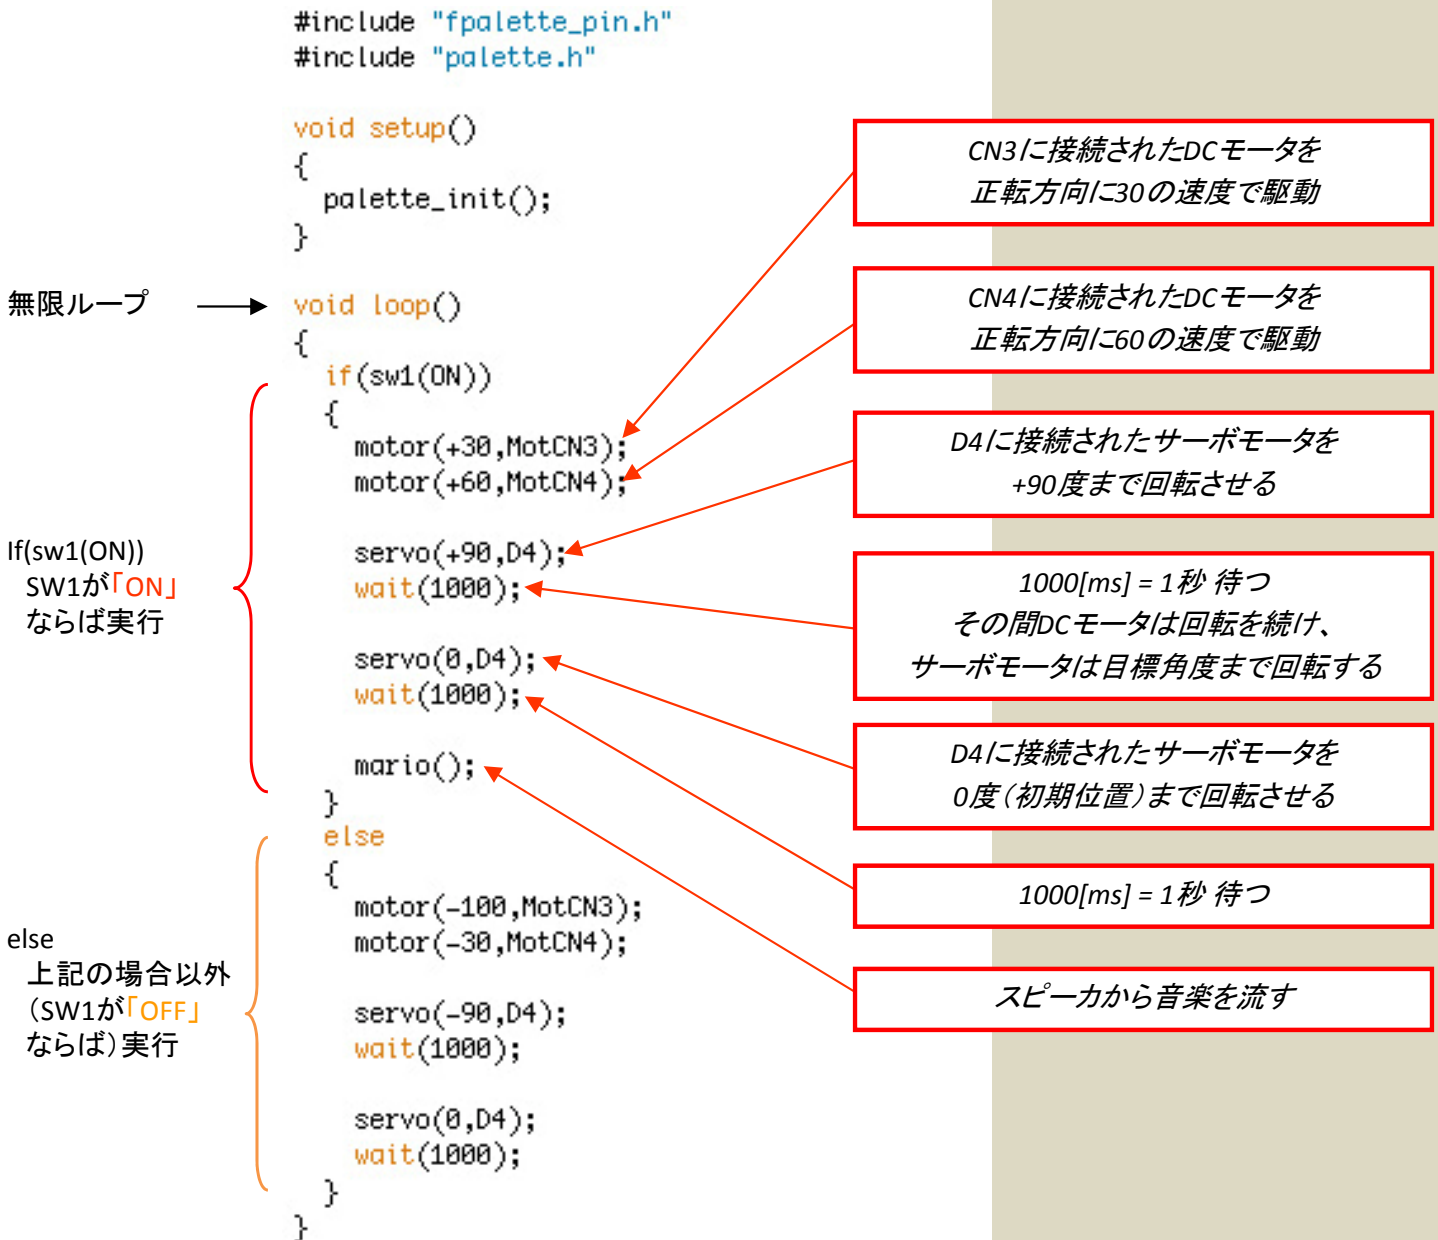 #include "fpalette_pin.h"
#include "palette.h"
void setup()
{
palette_init();
}
無限ループ
void loop()
{
if(sw1(ON))
{
motor(+30,MotCN3);
motor(+60,MotCN4);
servo(+90,D4);
wait(1000);
servo(0,D4);
wait(1000);
mario();
}
else
{
motor(-100,MotCN3);
motor(-30,MotCN4);
servo(-90,D4);
wait(1000);
servo(0,D4);
wait(1000);
}
}
If(sw1(ON))
SW1が「ON」
ならば実行
else
上記の場合以外
（SW1が「OFF」
ならば）実行
CN3に接続されたDCモータを
正転方向に30の速度で駆動
CN4に接続されたDCモータを
正転方向に60の速度で駆動
D4に接続されたサーボモータを
+90度まで回転させる
1000[ms] = 1秒 待つ
その間DCモータは回転を続け、
サーボモータは目標角度まで回転する
D4に接続されたサーボモータを
0度（初期位置）まで回転させる
1000[ms] = 1秒 待つ
スピーカから音楽を流す